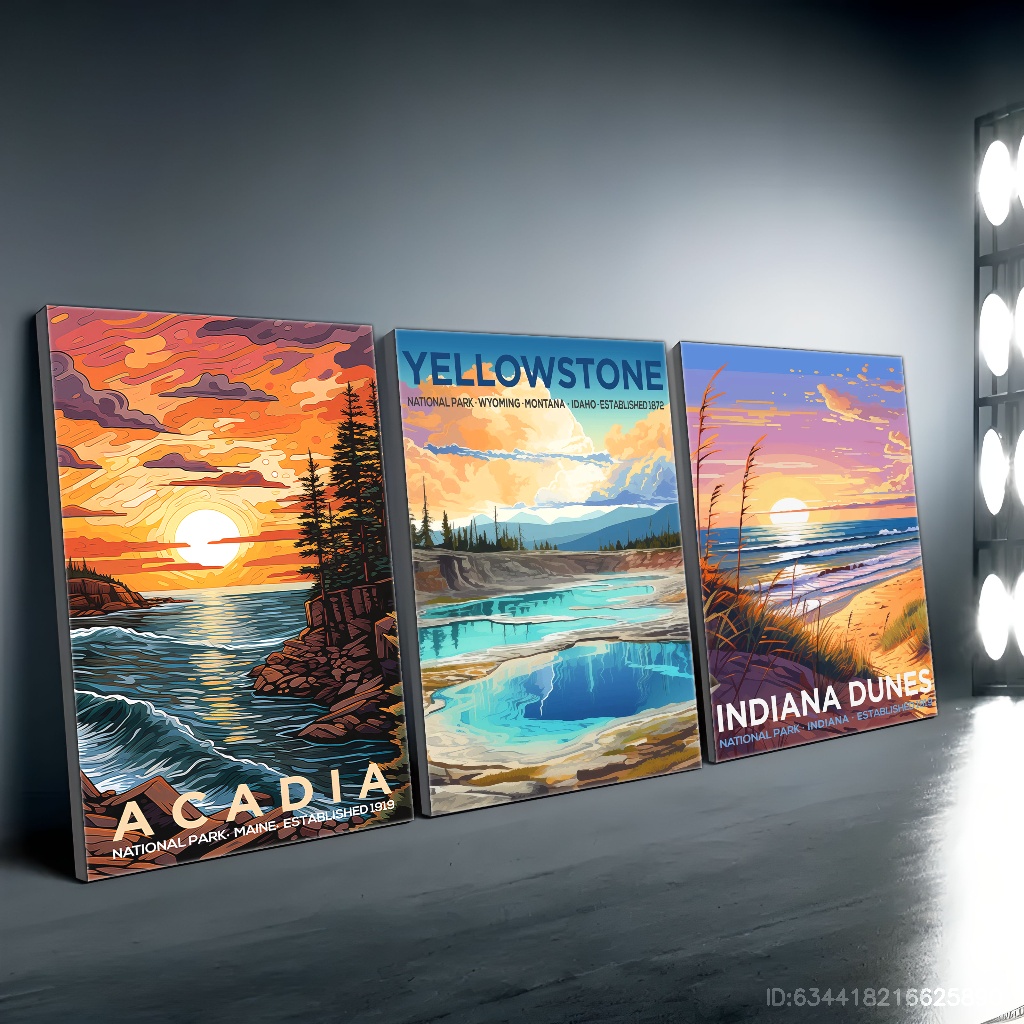 ACADIA
NATIONAL PARK· MAINE· ESTABLISHED 1919
YELLOWSTONE
NATIONAL PARK·WYOMING·MONTANA·IDAHO·ESTABLISHED 1872
INDIANA DUNES
NATIONAL PARK· INDIANA · ESTABLISHED